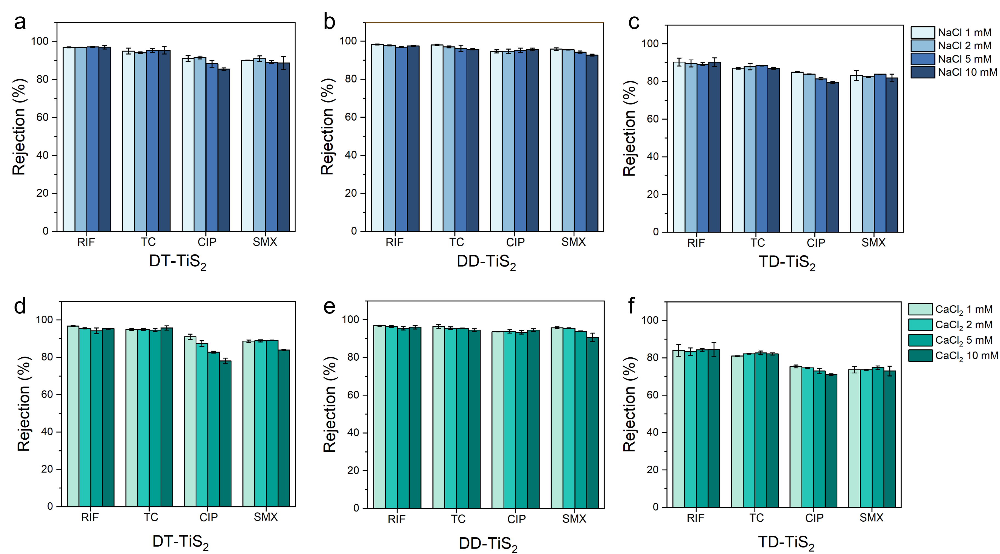 a
Rejection (%)
100
80
60
40
20
0
RIF TC CIP SMX
DT-TiS₂
b
Rejection (%)
100
80
60
40
20
0
RIF TC CIP SMX
DD-TiS₂
c
Rejection (%)
100
80
60
40
20
0
RIF TC CIP SMX
TD-TiS₂
NaCl 1 mM
NaCl 2 mM
NaCl 5 mM
NaCl 10 mM
d
Rejection (%)
100
80
60
40
20
0
RIF TC CIP SMX
DT-TiS₂
e
Rejection (%)
100
80
60
40
20
0
RIF TC CIP SMX
DD-TiS₂
f
Rejection (%)
100
80
60
40
20
0
RIF TC CIP SMX
TD-TiS₂
CaCl₂ 1 mM
CaCl₂ 2 mM
CaCl₂ 5 mM
CaCl₂ 10 mM